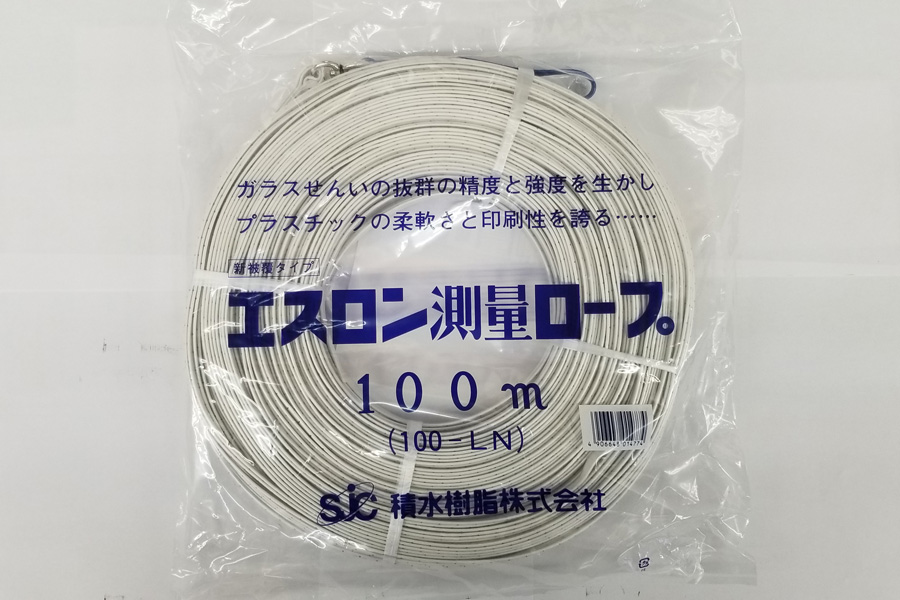 ガラスせんいの抜群の精度と強度を生かし
プラスチックの柔軟さと印刷性を誇る……
新被覆タイプ
エスロン測量ロープ。
100m
(100-LN)
4 906645 014774
sjc 積水樹脂株式会社